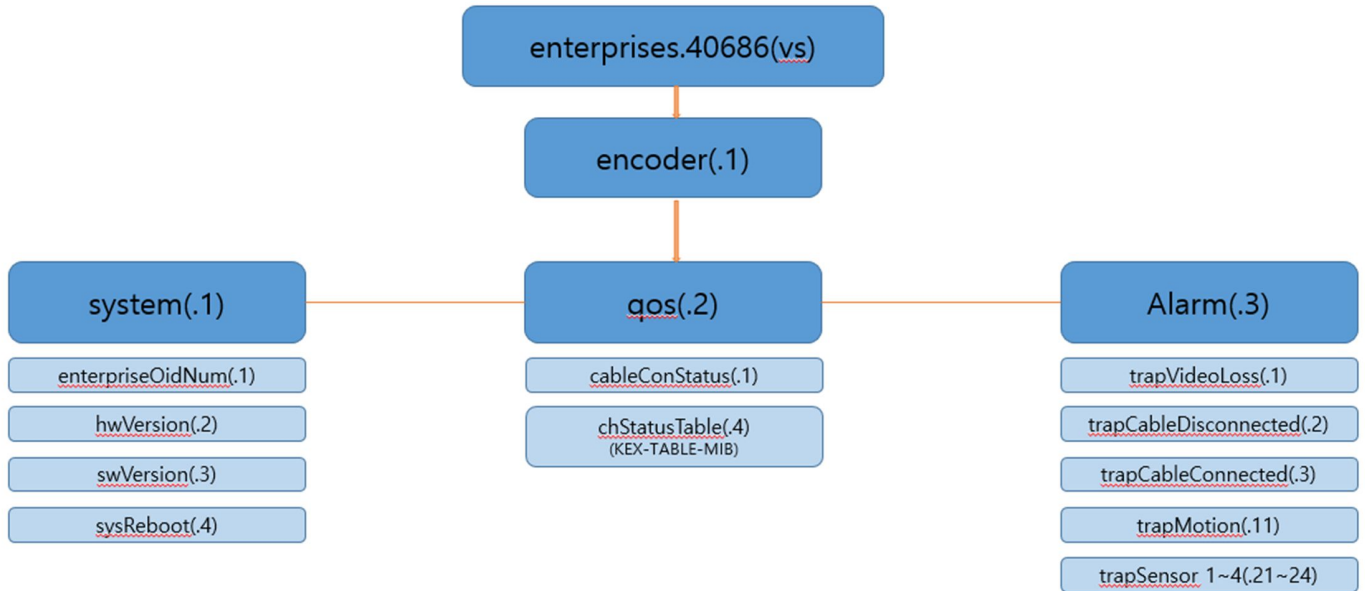 enterprises.40686(vs)
encoder(.1)
system(.1)
qos(.2)
Alarm(.3)
enterpriseOidNum(.1)
hwVersion(.2)
swVersion(.3)
sysReboot(.4)
cableConStatus(.1)
chStatusTable(.4)
(KEX-TABLE-MIB)
trapVideoLoss(.1)
trapCableDisconnected(.2)
trapCableConnected(.3)
trapMotion(.11)
trapSensor 1~4(.21~24)